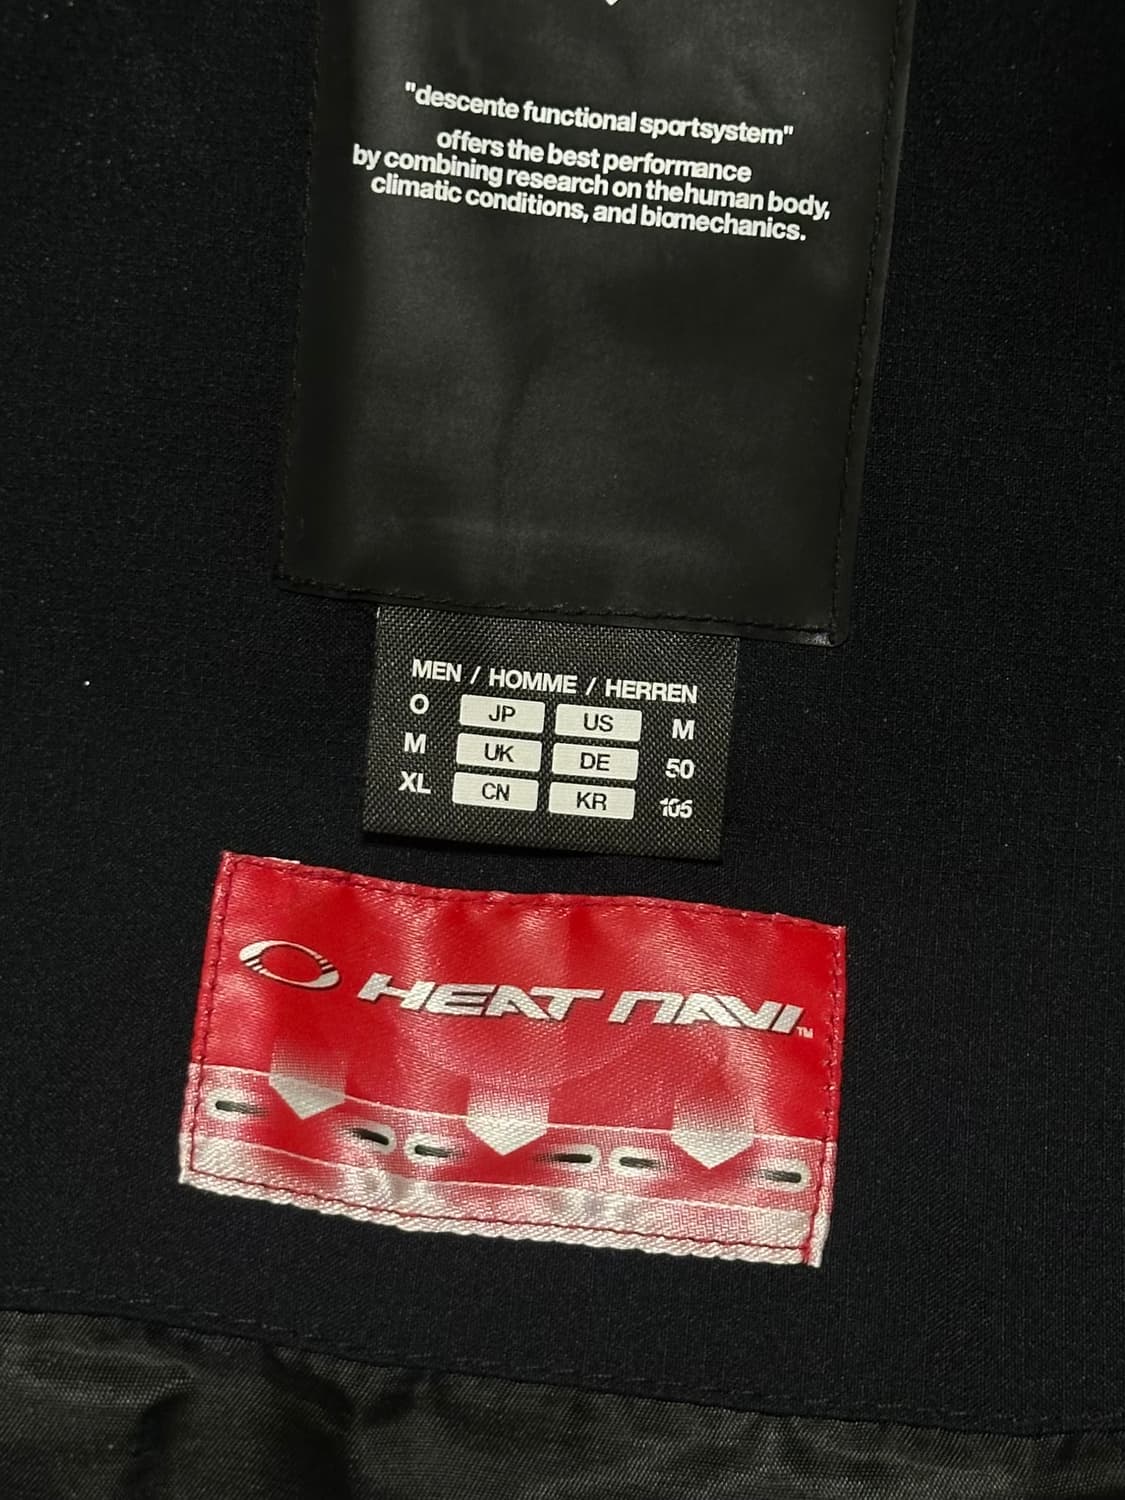 "descente functional sportsystem"
offers the best performance
by combining research on thehuman body,
climatic conditions, and biomechanics.
MEN / HOMME / HERREN
O JP US M
M UK DE 50
XL CN KR 105
HEAT NAVI™